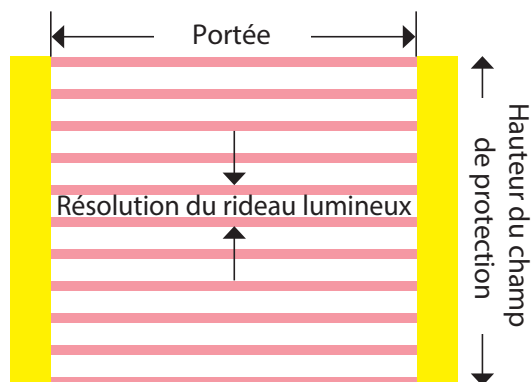 Portée
Résolution du rideau lumineux
Hauteur du champ
de protection